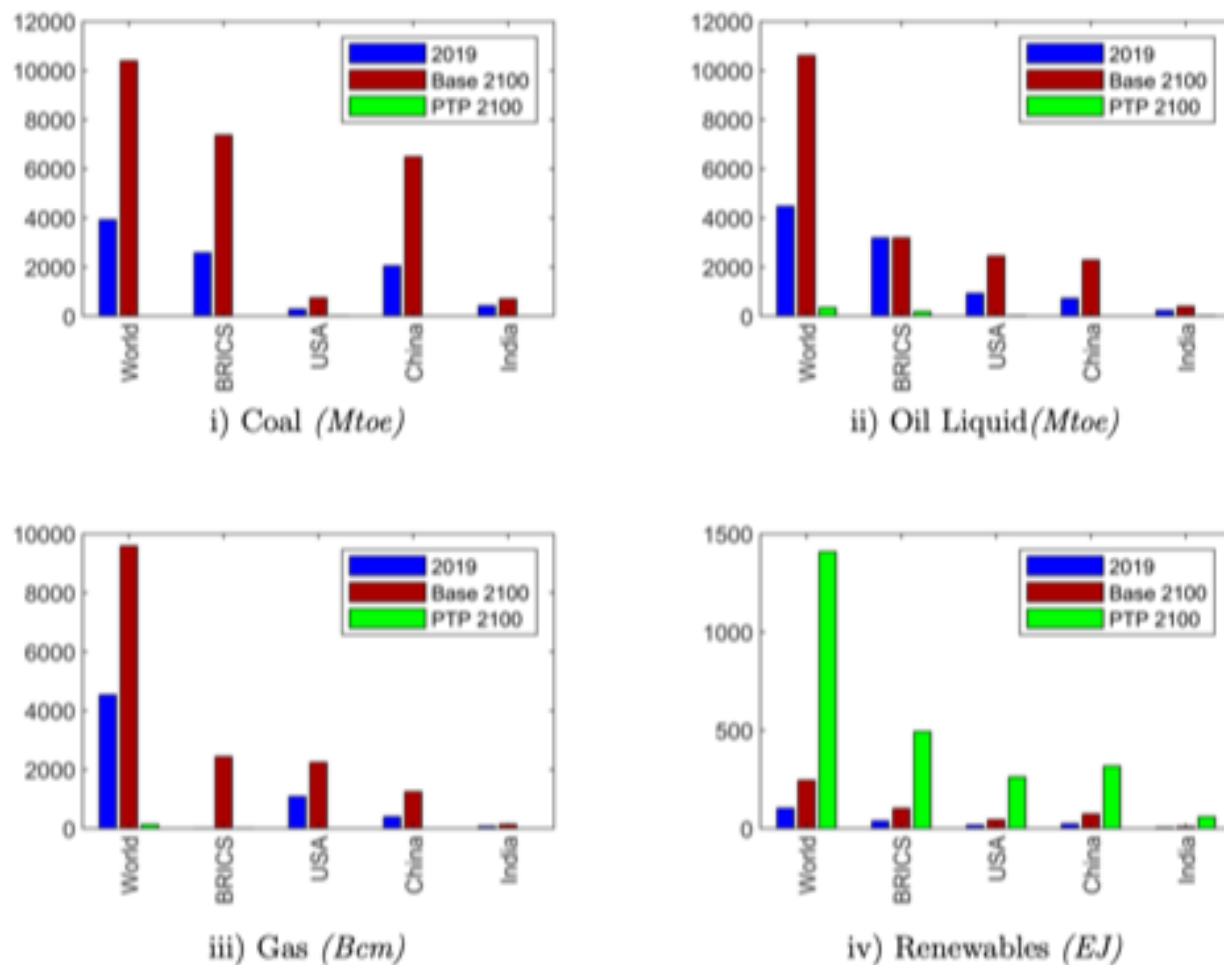 12000
10000
8000
6000
4000
2000
0
2019
Base 2100
PTP 2100
World
BRICS
USA
China
India
i) Coal (Mtoe)
12000
10000
8000
6000
4000
2000
0
2019
Base 2100
PTP 2100
World
BRICS
USA
China
India
ii) Oil Liquid(Mtoe)
10000
8000
6000
4000
2000
0
2019
Base 2100
PTP 2100
World
BRICS
USA
China
India
iii) Gas (Bcm)
1500
1000
500
0
2019
Base 2100
PTP 2100
World
BRICS
USA
China
India
iv) Renewables (EJ)